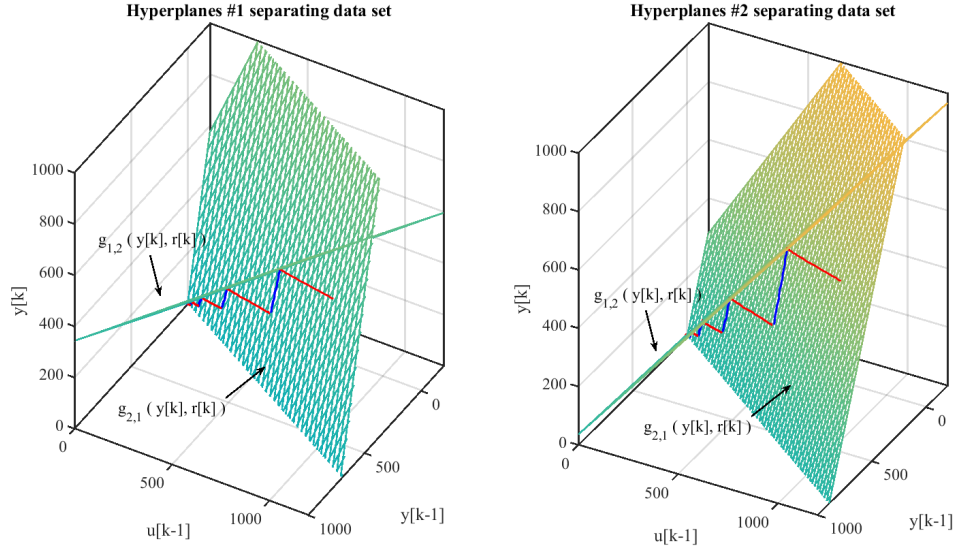 Hyperplanes #1 separating data set
1000
800
600
400
200
0
y[k]
g1,2 ( y[k], r[k] )
g2,1 ( y[k], r[k] )
0
500
1000
u[k-1]
0
500
1000
y[k-1]
Hyperplanes #2 separating data set
1000
800
600
400
200
0
y[k]
g1,2 ( y[k], r[k] )
g2,1 ( y[k], r[k] )
0
500
1000
u[k-1]
0
500
1000
y[k-1]